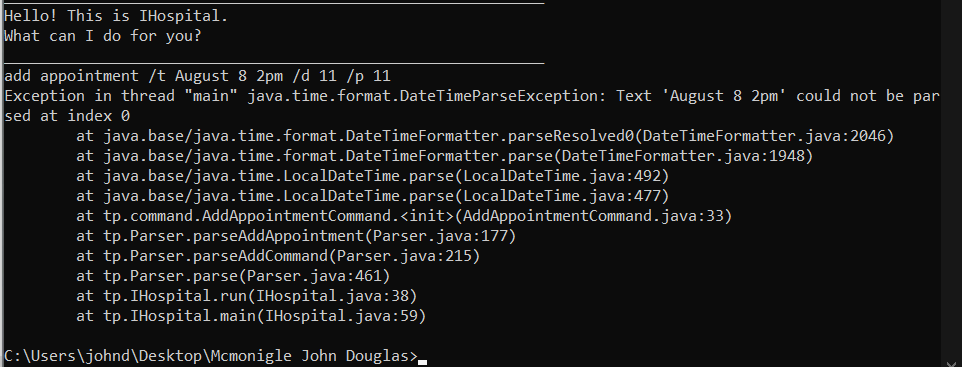 Hello! This is IHospital.
What can I do for you?
add appointment /t August 8 2pm /d 11 /p 11
Exception in thread "main" java.time.format.DateTimeParseException: Text 'August 8 2pm' could not be par
sed at index 0
at java.base/java.time.format.DateTimeFormatter.parseResolved0(DateTimeFormatter.java:2046)
at java.base/java.time.format.DateTimeFormatter.parse(DateTimeFormatter.java:1948)
at java.base/java.time.LocalDateTime.parse(LocalDateTime.java:492)
at java.base/java.time.LocalDateTime.parse(LocalDateTime.java:477)
at tp.command.AddAppointmentCommand.<init>(AddAppointmentCommand.java:33)
at tp.Parser.parseAddAppointment(Parser.java:177)
at tp.Parser.parseAddCommand(Parser.java:215)
at tp.Parser.parse(Parser.java:461)
at tp.IHospital.run(IHospital.java:38)
at tp.IHospital.main(IHospital.java:59)
C:\Users\johnd\Desktop\Mcmonigle John Douglas>